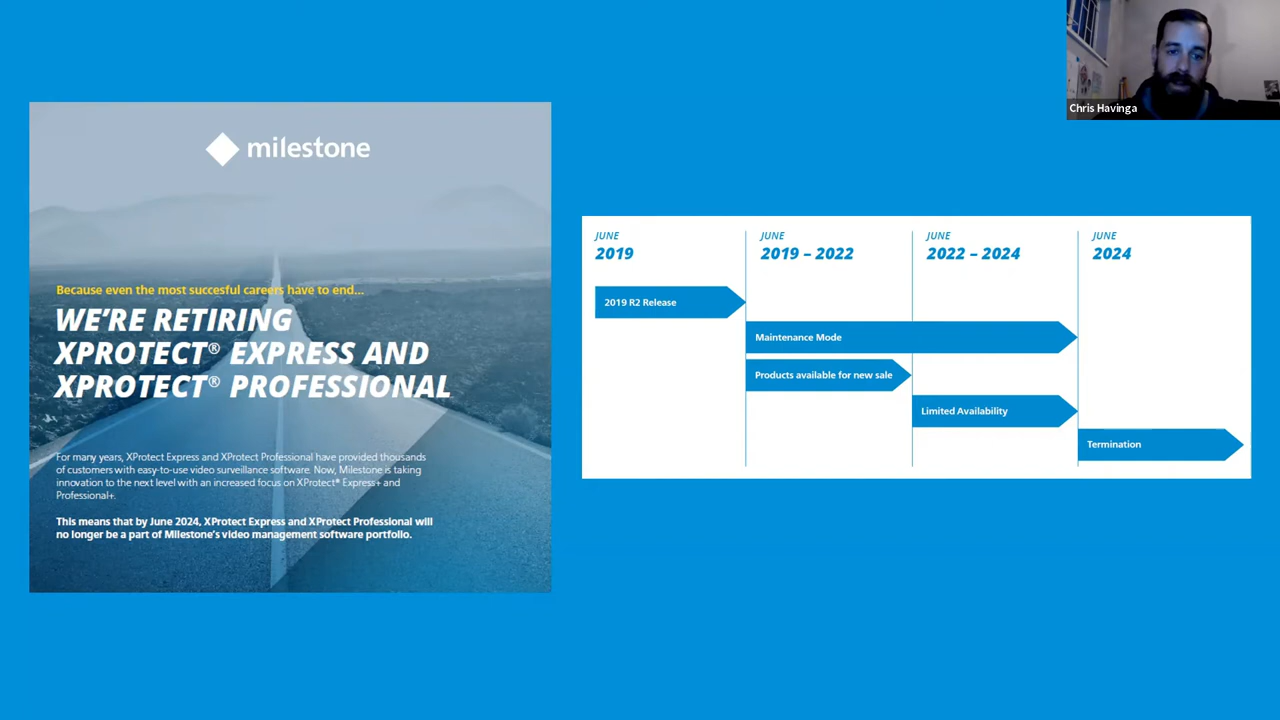 Chris Havinga
milestone
Because even the most succesful careers have to end...
WE'RE RETIRING
XPROTECT® EXPRESS AND
XPROTECT® PROFESSIONAL
For many years, XProtect Express and XProtect Professional have provided thousands
of customers with easy-to-use video surveillance software. Now, Milestone is taking
innovation to the next level with an increased focus on XProtect® Express+ and
Professional+.
This means that by June 2024, XProtect Express and XProtect Professional will
no longer be a part of Milestone's video management software portfolio.
JUNE
2019
JUNE
2019 – 2022
JUNE
2022 – 2024
JUNE
2024
2019 R2 Release
Maintenance Mode
Products available for new sale
Limited Availability
Termination